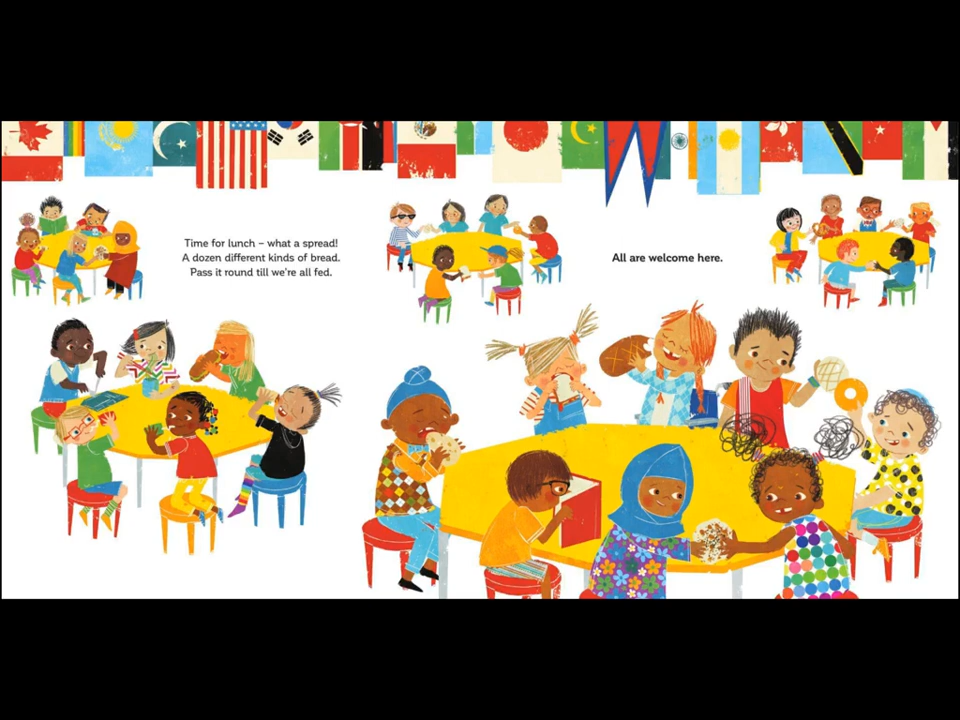 Time for lunch – what a spread!
A dozen different kinds of bread.
Pass it round till we're all fed.
All are welcome here.